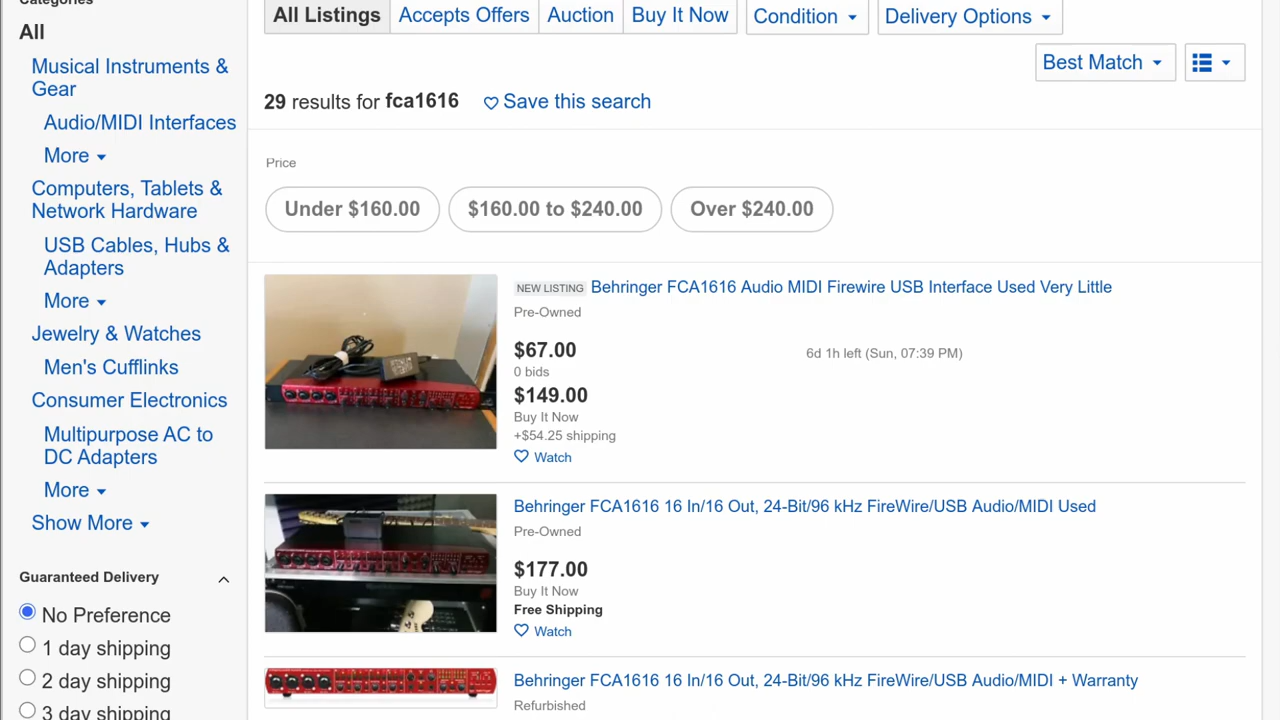 Categories
All
Musical Instruments &
Gear
Audio/MIDI Interfaces
More
Computers, Tablets &
Network Hardware
USB Cables, Hubs &
Adapters
More
Jewelry & Watches
Men's Cufflinks
Consumer Electronics
Multipurpose AC to
DC Adapters
More
Show More
Guaranteed Delivery
No Preference
1 day shipping
2 day shipping
3 day shipping
All Listings Accepts Offers Auction Buy It Now Condition Delivery Options
Best Match
29 results for fca1616 Save this search
Price
Under $160.00 $160.00 to $240.00 Over $240.00
NEW LISTING Behringer FCA1616 Audio MIDI Firewire USB Interface Used Very Little
Pre-Owned
$67.00 6d 1h left (Sun, 07:39 PM)
0 bids
$149.00
Buy It Now
+$54.25 shipping
Watch
Behringer FCA1616 16 In/16 Out, 24-Bit/96 kHz FireWire/USB Audio/MIDI Used
Pre-Owned
$177.00
Buy It Now
Free Shipping
Watch
Behringer FCA1616 16 In/16 Out, 24-Bit/96 kHz FireWire/USB Audio/MIDI + Warranty
Refurbished